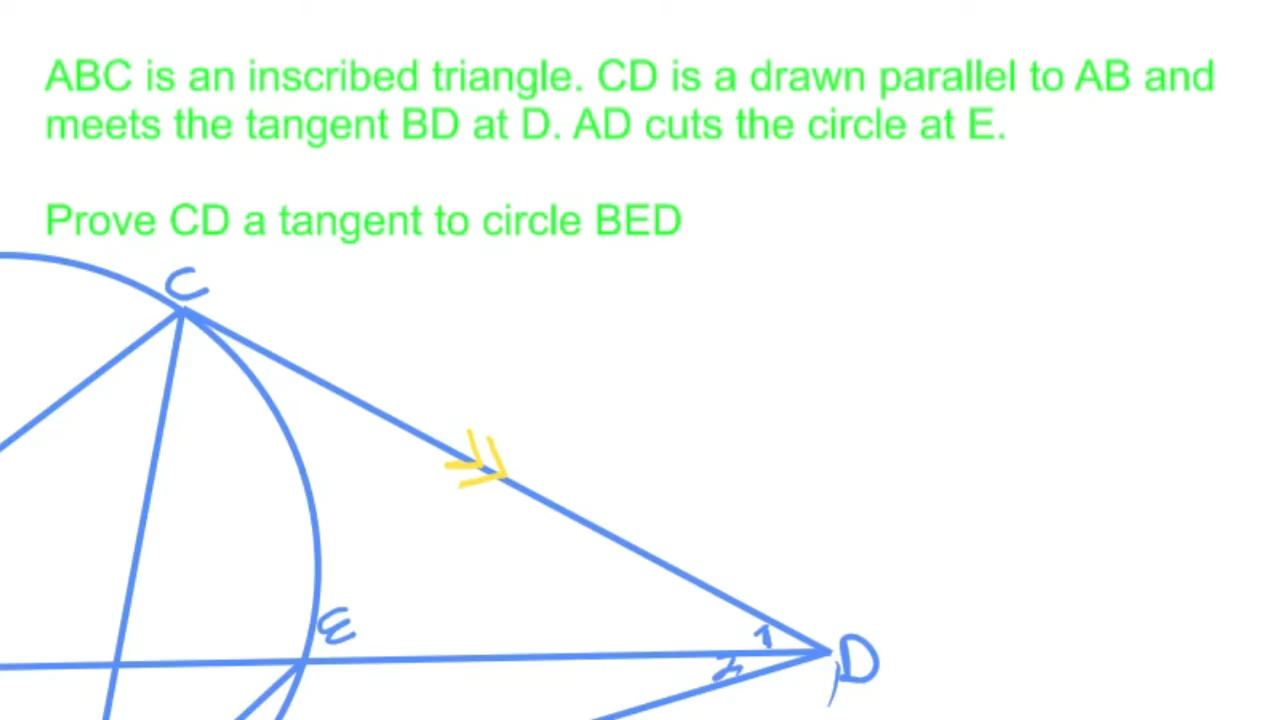 ABC is an inscribed triangle. CD is a drawn parallel to AB and
meets the tangent BD at D. AD cuts the circle at E.
Prove CD a tangent to circle BED
C
E
1
2
D